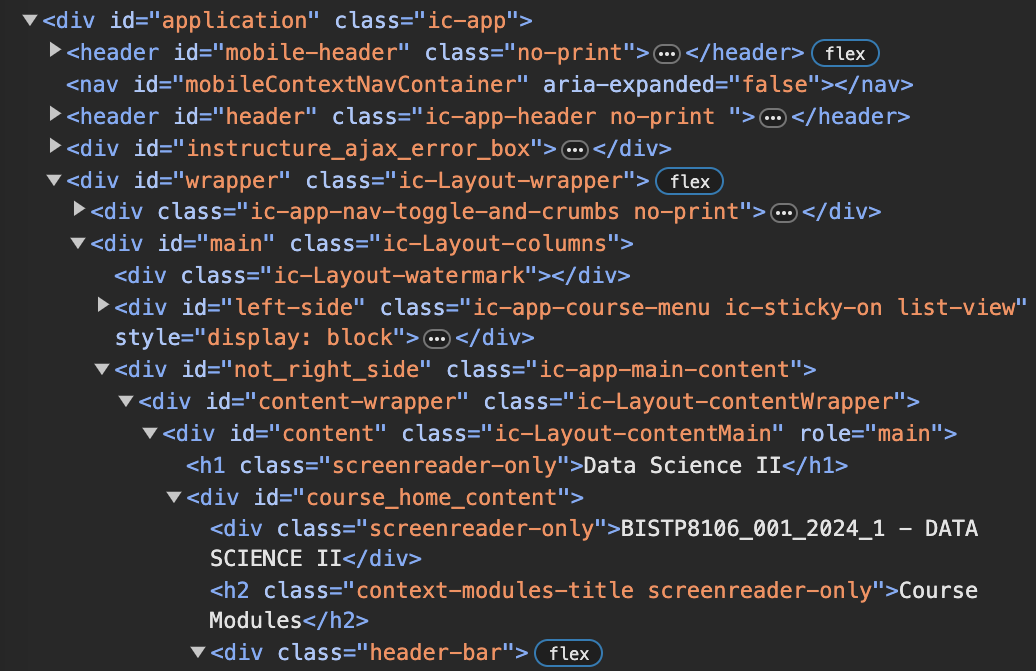 ▼<div id="application" class="ic-app">
▶<header id="mobile-header" class="no-print">…</header> flex
<nav id="mobileContextNavContainer" aria-expanded="false"></nav>
▶<header id="header" class="ic-app-header no-print ">…</header>
▶<div id="instructure_ajax_error_box">…</div>
▼<div id="wrapper" class="ic-Layout-wrapper"> flex
▶<div class="ic-app-nav-toggle-and-crumbs no-print">…</div>
▼<div id="main" class="ic-Layout-columns">
<div class="ic-Layout-watermark"></div>
▶<div id="left-side" class="ic-app-course-menu ic-sticky-on list-view"
style="display: block">…</div>
▼<div id="not_right_side" class="ic-app-main-content">
▼<div id="content-wrapper" class="ic-Layout-contentWrapper">
▼<div id="content" class="ic-Layout-contentMain" role="main">
<h1 class="screenreader-only">Data Science II</h1>
▼<div id="course_home_content">
<div class="screenreader-only">BISTP8106_001_2024_1 - DATA
SCIENCE II</div>
<h2 class="context-modules-title screenreader-only">Course
Modules</h2>
▼<div class="header-bar"> flex